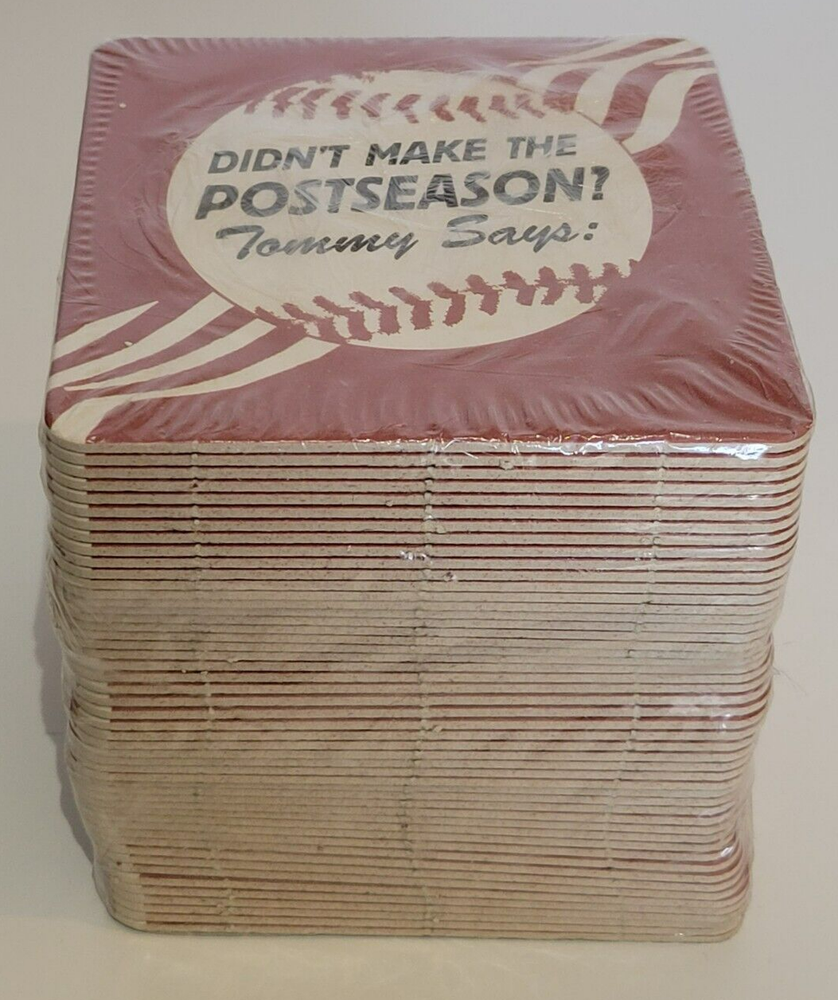 DIDN'T MAKE THE
POSTSEASON?
Tommy Says: